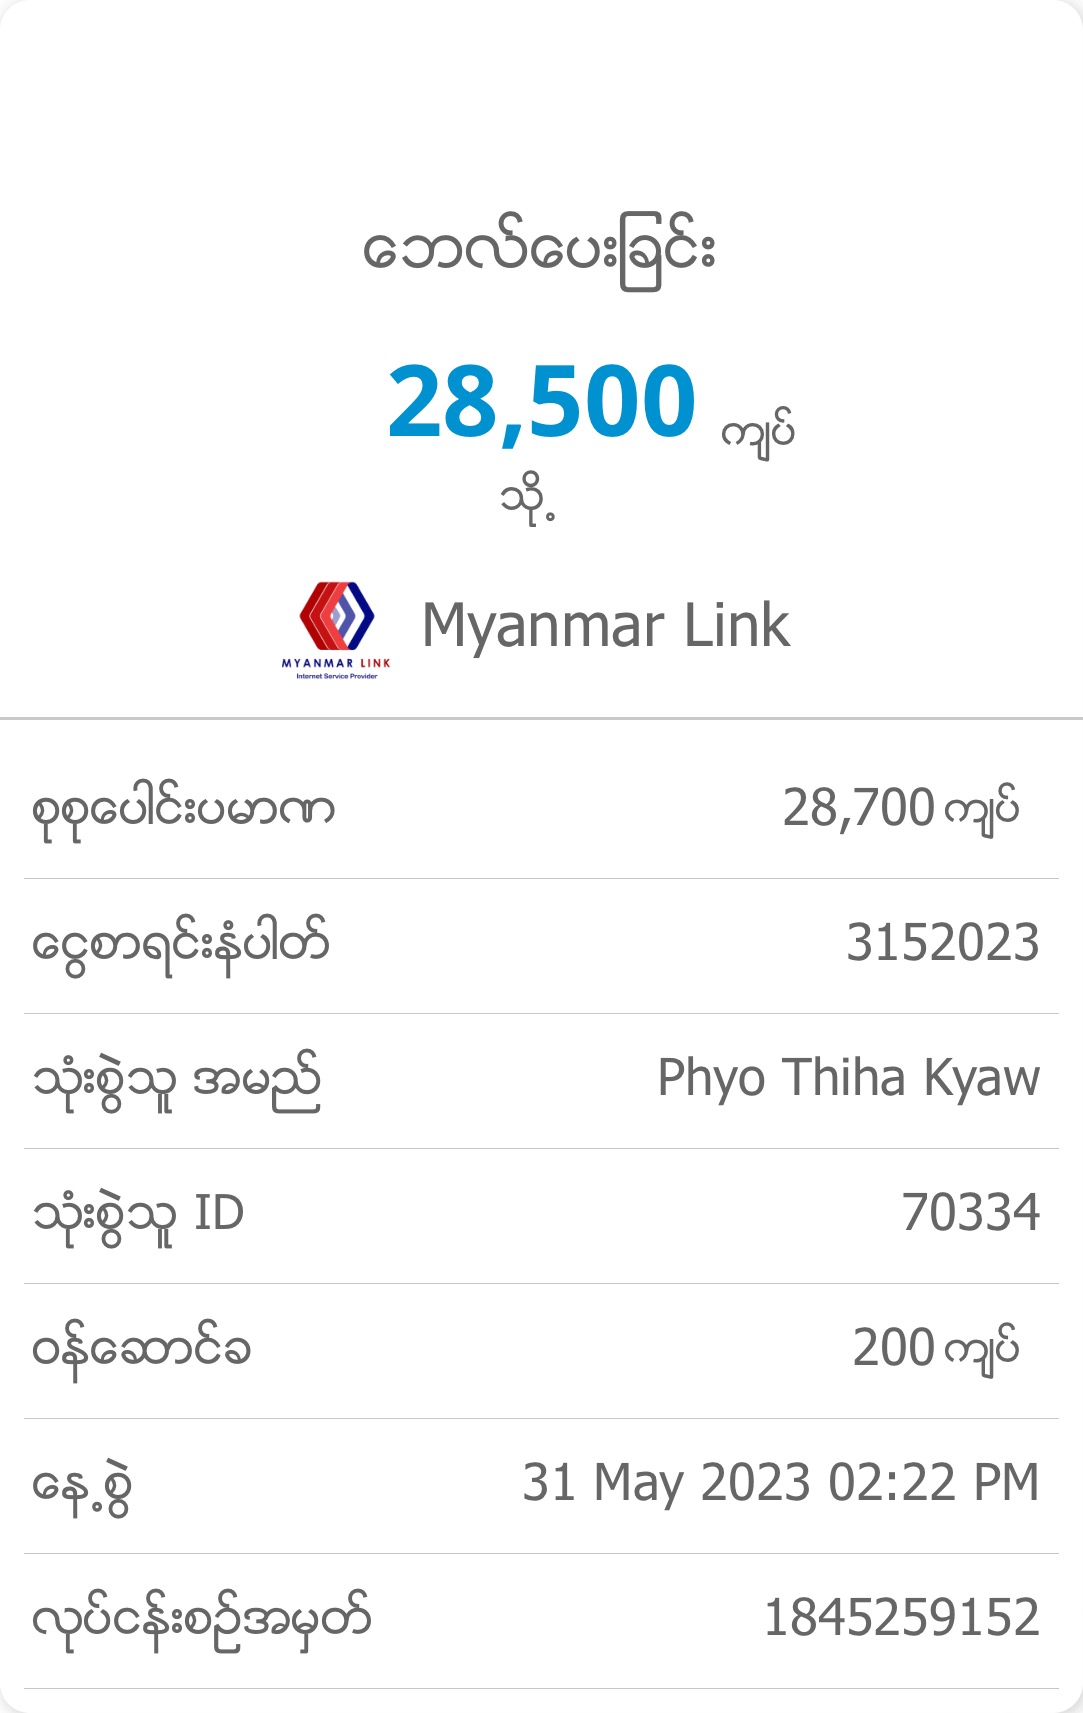 ဘေလ်ပေးခြင်း
28,500 ကျပ်
သို့
MYANMAR LINK
Internet Service Provider
Myanmar Link
စုစုပေါင်းပမာဏ 28,700 ကျပ်
ငွေစာရင်းနံပါတ် 3152023
သုံးစွဲသူ အမည် Phyo Thiha Kyaw
သုံးစွဲသူ ID 70334
ဝန်ဆောင်ခ 200 ကျပ်
နေ့စွဲ 31 May 2023 02:22 PM
လုပ်ငန်းစဉ်အမှတ် 1845259152